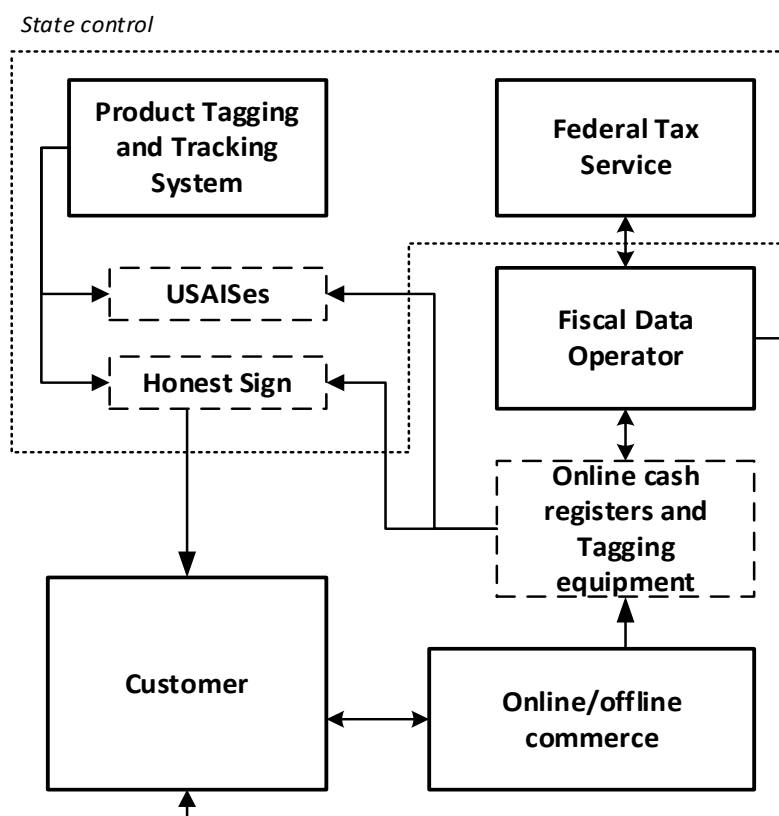 State control
Product Tagging
and Tracking
System
Federal Tax
Service
USAISes
Fiscal Data
Operator
Honest Sign
Online cash
registers and
Tagging
equipment
Customer
Online/offline
commerce